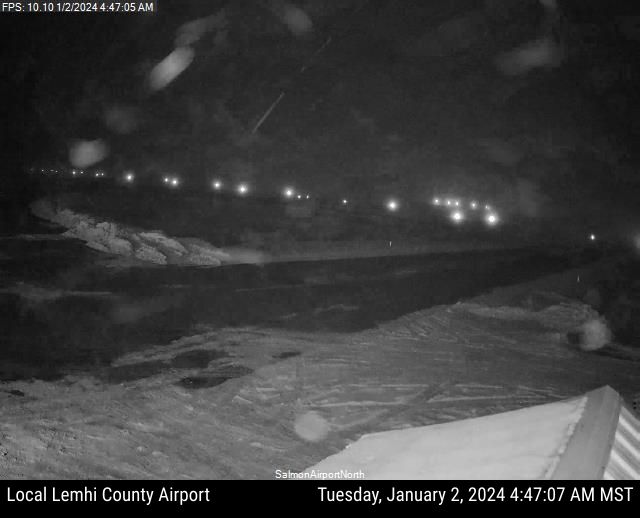 FPS: 10.10 1/2/2024 4:47:05 AM
SalmonAirportNorth
Local Lemhi County Airport Tuesday, January 2, 2024 4:47:07 AM MST